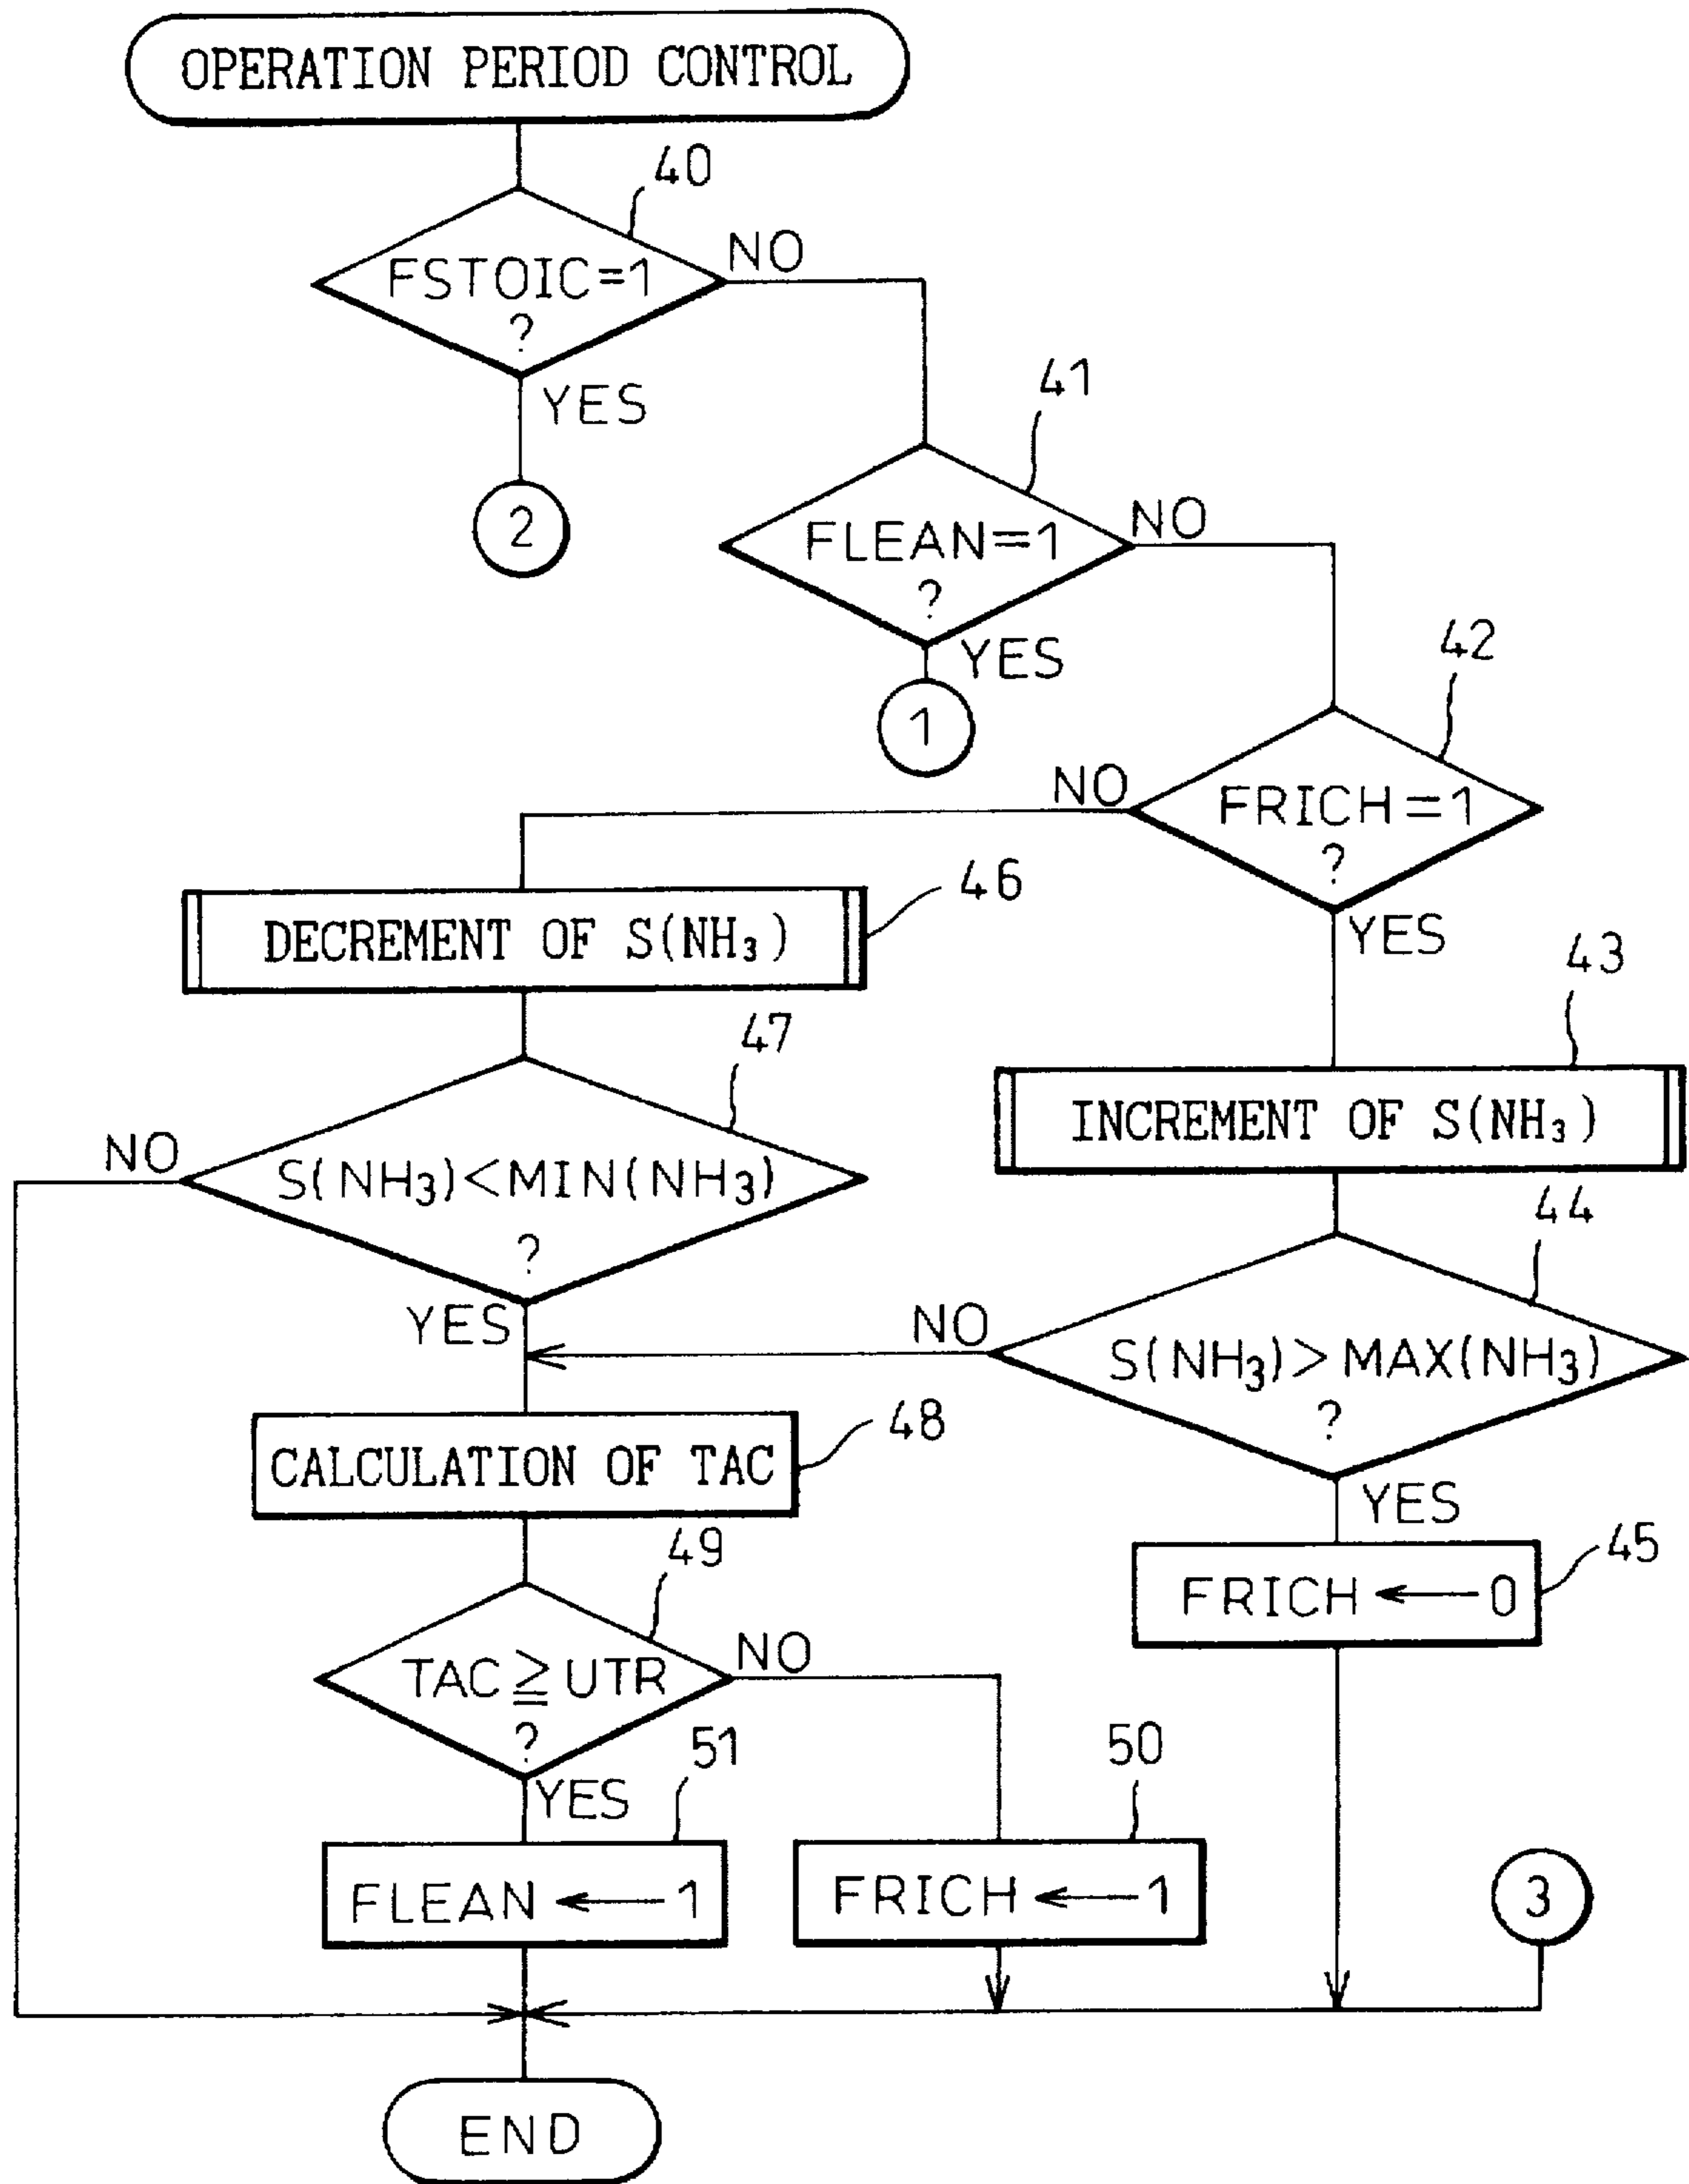 OPERATION PERIOD CONTROL
40
FSTOIC=1
?
NO
YES
2
41
FLEAN=1
?
NO
YES
1
42
FRICH=1
?
NO
YES
46
DECREMENT OF S(NH₃)
43
INCREMENT OF S(NH₃)
47
S(NH₃)<MIN(NH₃)
?
NO
YES
44
S(NH₃)>MAX(NH₃)
?
NO
YES
48
CALCULATION OF TAC
45
FRICH ← 0
49
TAC ≧ UTR
?
NO
YES
51
FLEAN ← 1
50
FRICH ← 1
3
END